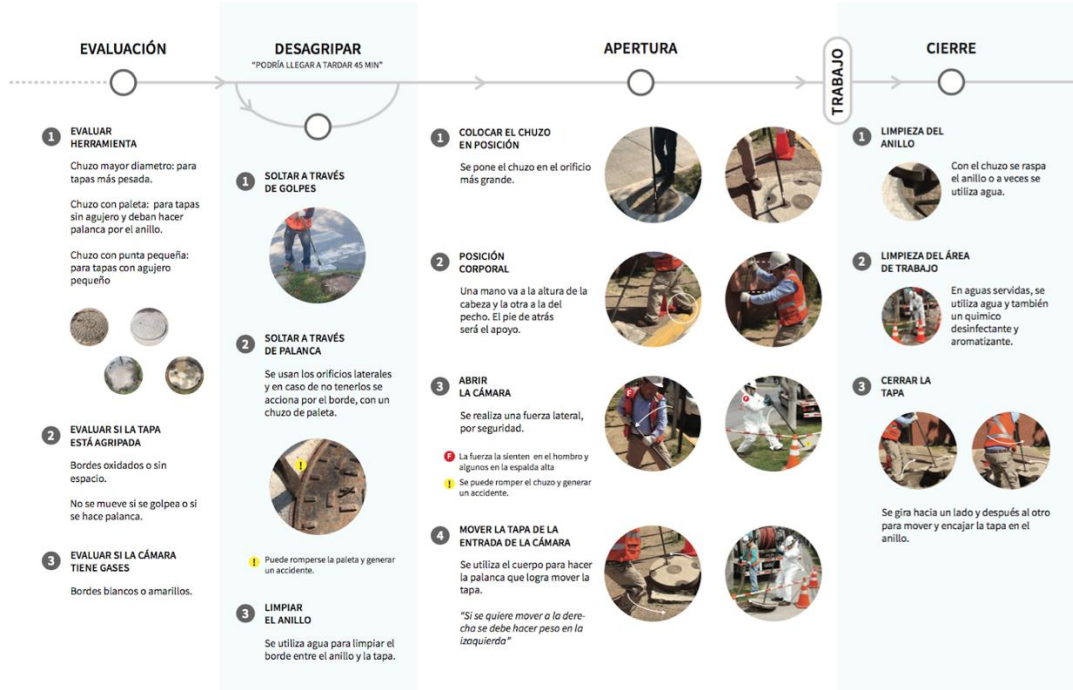 EVALUACIÓN
1
EVALUAR
HERRAMIENTA
Chuzo mayor diametro: para
tapas más pesada.
Chuzo con paleta: para tapas
sin agujero y deban hacer
palanca por el anillo.
Chuzo con punta pequeña:
para tapas con agujero
pequeño
2
EVALUAR SI LA TAPA
ESTÁ AGRIPADA
Bordes oxidados o sin
espacio.
No se mueve si se golpea o si
se hace palanca.
3
EVALUAR SI LA CÁMARA
TIENE GASES
Bordes blancos o amarillos.
DESAGRIPAR
"PODRÍA LLEGAR A TARDAR 45 MIN"
1
SOLTAR A TRAVÉS
DE GOLPES
2
SOLTAR A TRAVÉS
DE PALANCA
Se usan los orificios laterales
y en caso de no tenerlos se
acciona por el borde, con un
chuzo de paleta.
!
! Puede romperse la paleta y generar
un accidente.
3
LIMPIAR
EL ANILLO
Se utiliza agua para limpiar el
borde entre el anillo y la tapa.
APERTURA
1
COLOCAR EL CHUZO
EN POSICIÓN
Se pone el chuzo en el orificio
más grande.
2
POSICIÓN
CORPORAL
Una mano va a la altura de la
cabeza y la otra a la del
pecho. El pie de atrás
será el apoyo.
3
ABRIR
LA CÁMARA
Se realiza una fuerza lateral,
por seguridad.
F La fuerza la sienten en el hombro y
algunos en la espalda alta
! Se puede romper el chuzo y generar
un accidente.
F
F
4
MOVER LA TAPA DE LA
ENTRADA DE LA CÁMARA
Se utiliza el cuerpo para hacer
la palanca que logra mover la
tapa.
"Si se quiere mover a la dere-
cha se debe hacer peso en la
izaquierda"
TRABAJO
CIERRE
1
LIMPIEZA DEL
ANILLO
Con el chuzo se raspa
el anillo o a veces se
utiliza agua.
2
LIMPIEZA DEL ÁREA
DE TRABAJO
En aguas servidas, se
utiliza agua y también
un quimico
desinfectante y
aromatizante.
3
CERRAR LA
TAPA
Se gira hacia un lado y después al otro
para mover y encajar la tapa en el
anillo.